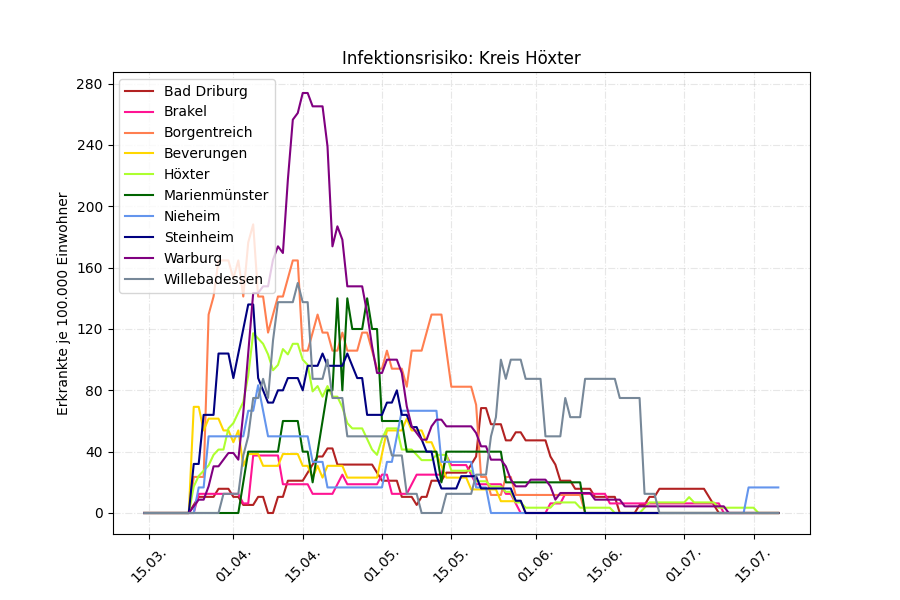 Infektionsrisiko: Kreis Höxter
Erkrankte je 100.000 Einwohner
280
240
200
160
120
80
40
0
Bad Driburg
Brakel
Borgentreich
Beverungen
Höxter
Marienmünster
Nieheim
Steinheim
Warburg
Willebadessen
15.03.
01.04.
15.04.
01.05.
15.05.
01.06.
15.06.
01.07.
15.07.